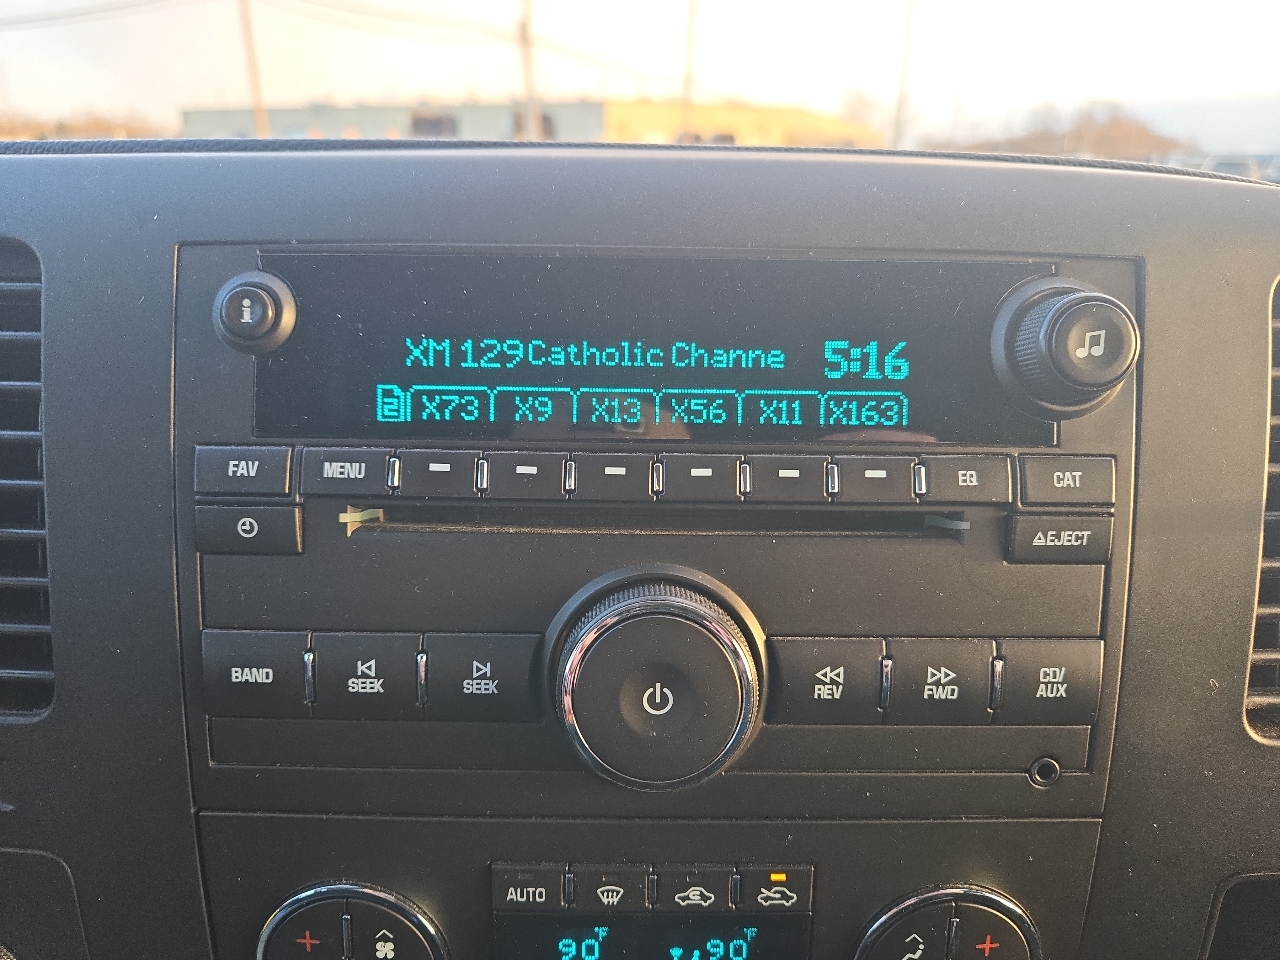 i
XM 129 Catholic Channe 5:16
2 X73 X9 X13 X56 X11 X163
FAV MENU EQ CAT
EJECT
BAND SEEK SEEK REV FWD CD/AUX
AUTO
90°F 90°F